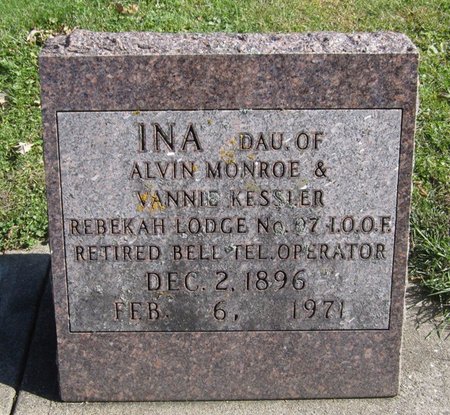 INA DAU. OF
ALVIN MONROE &
VANNIE KESSLER
REBEKAH LODGE NO. 97 I.O.O.F.
RETIRED BELL TEL. OPERATOR
DEC. 2, 1896
FEB. 6, 1971